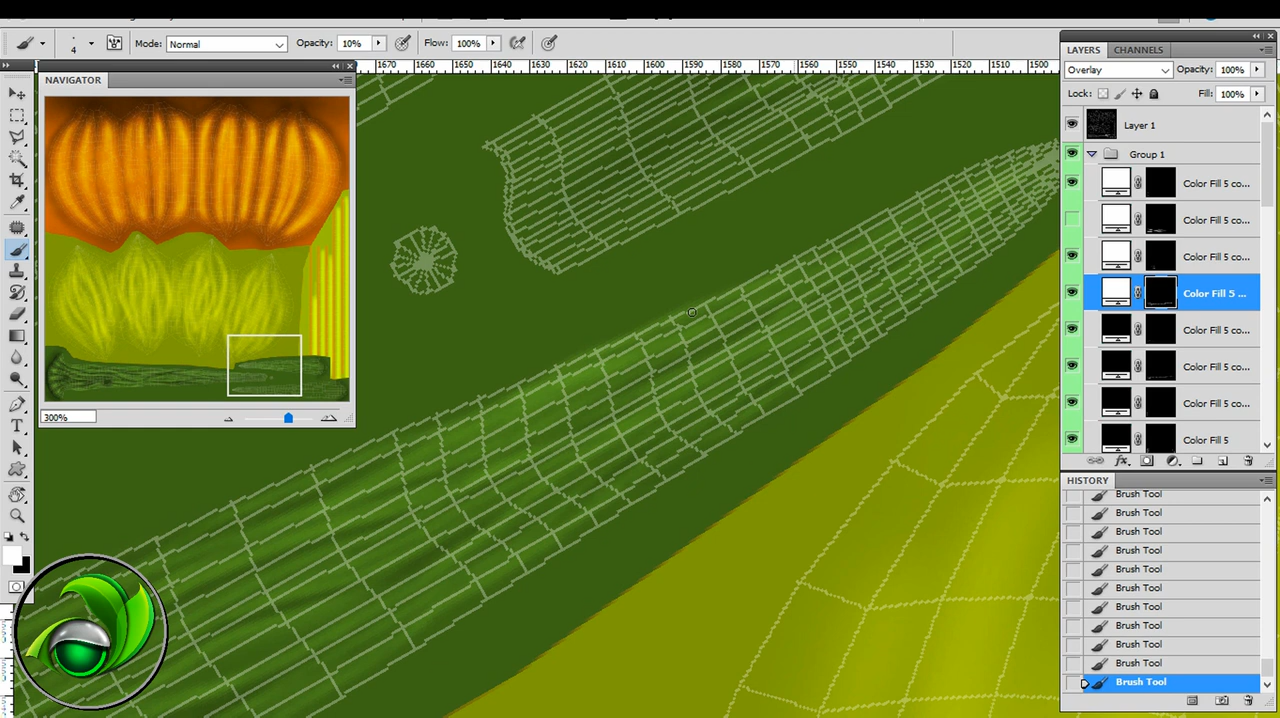 4
Mode: Normal
Opacity: 10%
Flow: 100%
NAVIGATOR
300%
1670 1660 1650 1640 1630 1620 1610 1600 1590 1580 1570 1560 1550 1540 1530 1520 1510 1500
LAYERS CHANNELS
Overlay
Opacity: 100%
Lock:
Fill: 100%
Layer 1
Group 1
Color Fill 5 co...
Color Fill 5 co...
Color Fill 5 co...
Color Fill 5 ...
Color Fill 5 co...
Color Fill 5 co...
Color Fill 5 co...
Color Fill 5
fx
HISTORY
Brush Tool
Brush Tool
Brush Tool
Brush Tool
Brush Tool
Brush Tool
Brush Tool
Brush Tool
Brush Tool
Brush Tool
Brush Tool